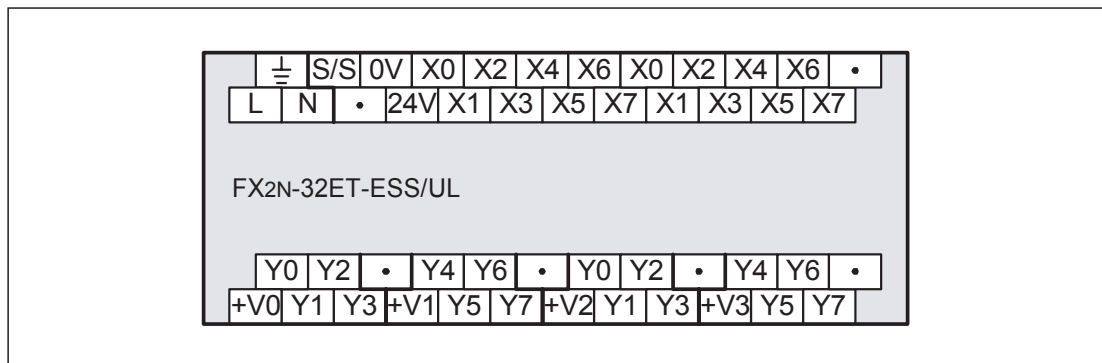 ⏚ S/S 0V X0 X2 X4 X6 X0 X2 X4 X6 •
L N • 24V X1 X3 X5 X7 X1 X3 X5 X7
FX2N-32ET-ESS/UL
Y0 Y2 • Y4 Y6 • Y0 Y2 • Y4 Y6 •
+V0 Y1 Y3 +V1 Y5 Y7 +V2 Y1 Y3 +V3 Y5 Y7